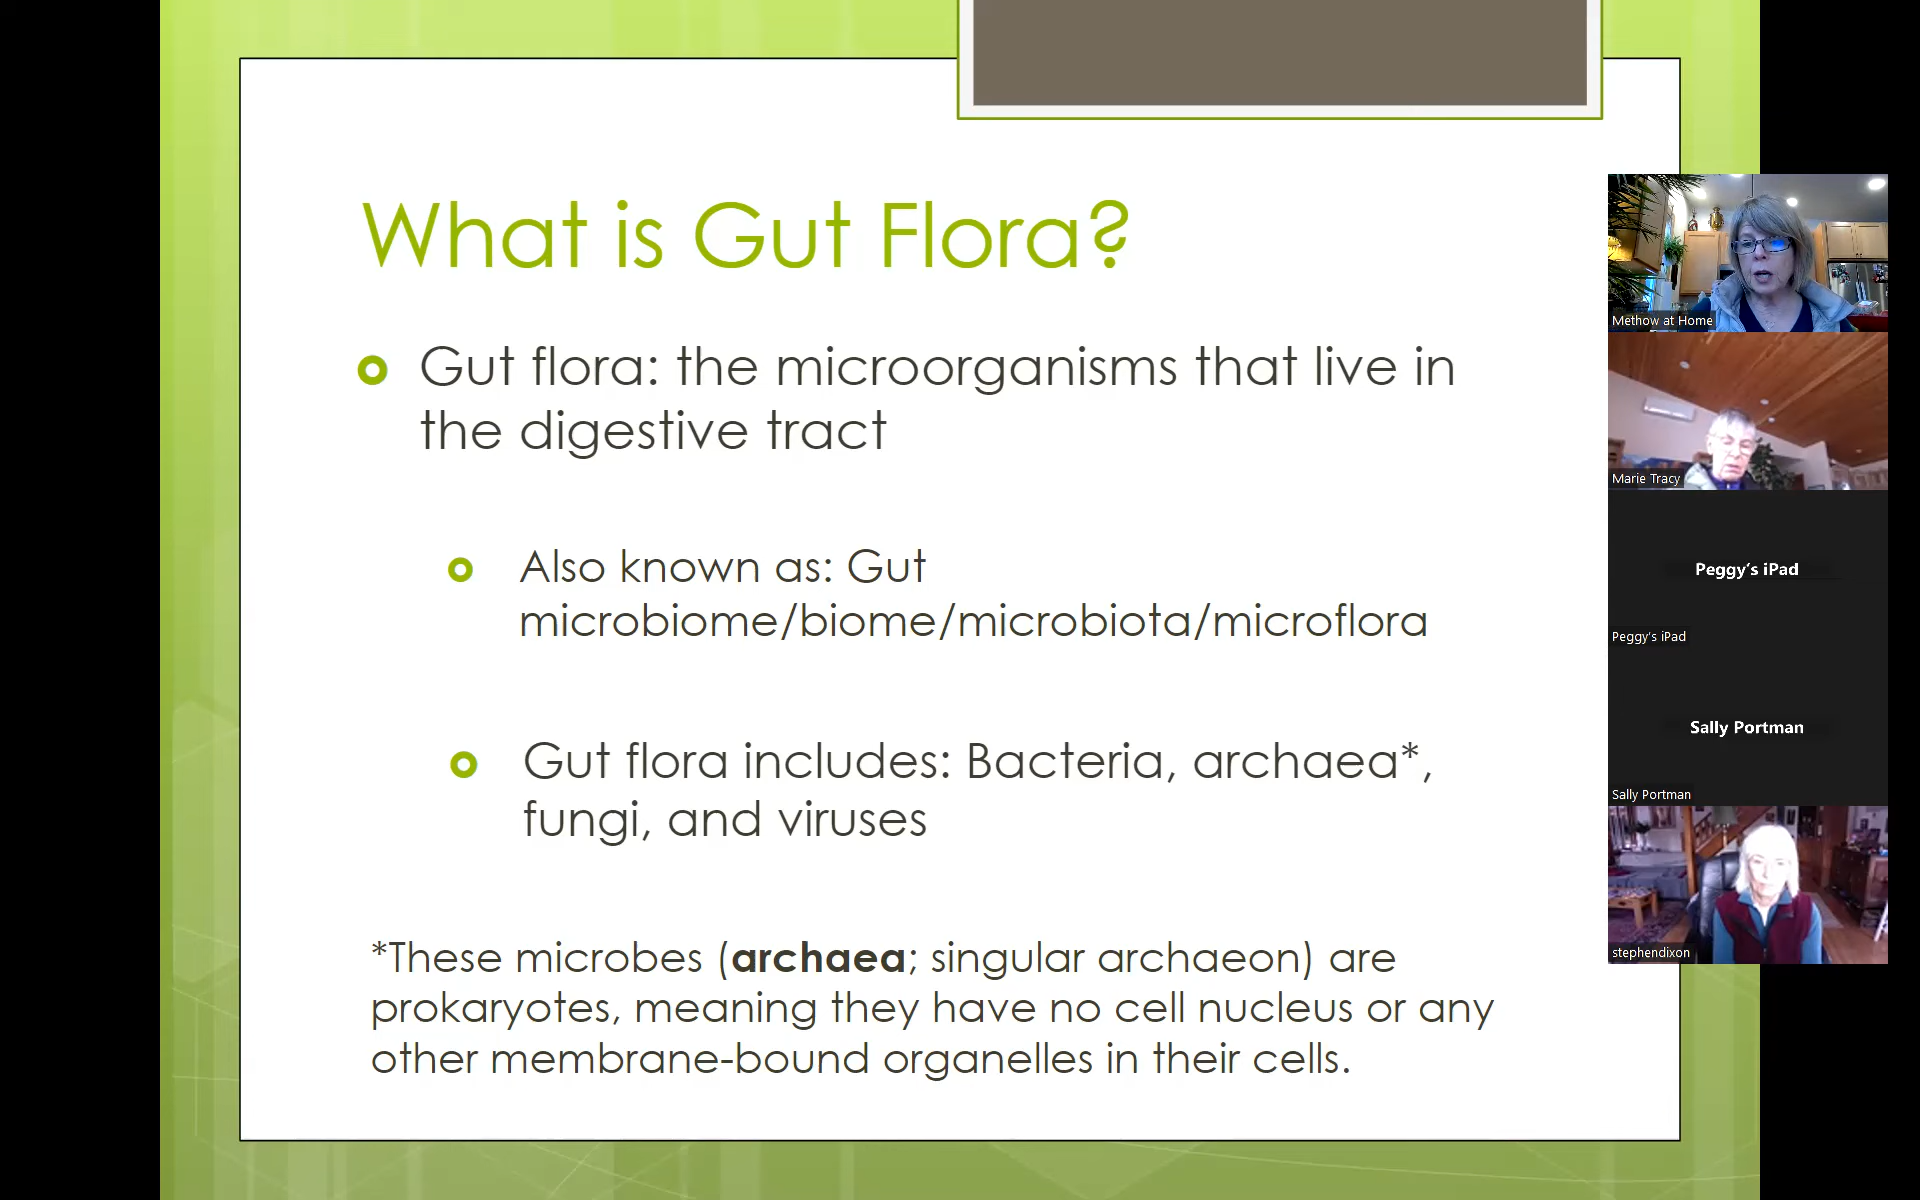 What is Gut Flora?
Gut flora: the microorganisms that live in
the digestive tract
Also known as: Gut
microbiome/biome/microbiota/microflora
Gut flora includes: Bacteria, archaea*,
fungi, and viruses
*These microbes (archaea; singular archaeon) are
prokaryotes, meaning they have no cell nucleus or any
other membrane-bound organelles in their cells.
Methow at Home
Marie Tracy
Peggy's iPad
Peggy's iPad
Sally Portman
Sally Portman
stephendixon